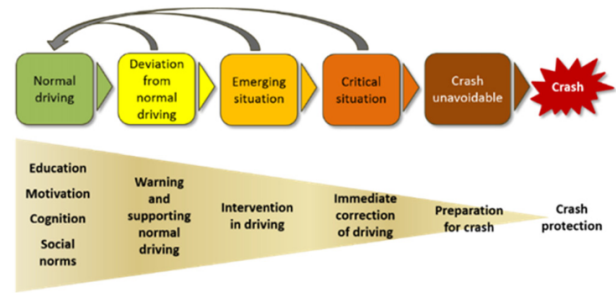 Normal
driving
Deviation
from
normal
driving
Emerging
situation
Critical
situation
Crash
unavoidable
Crash
Education
Motivation
Cognition
Social
norms
Warning
and
supporting
normal
driving
Intervention
in driving
Immediate
correction
of driving
Preparation
for crash
Crash
protection